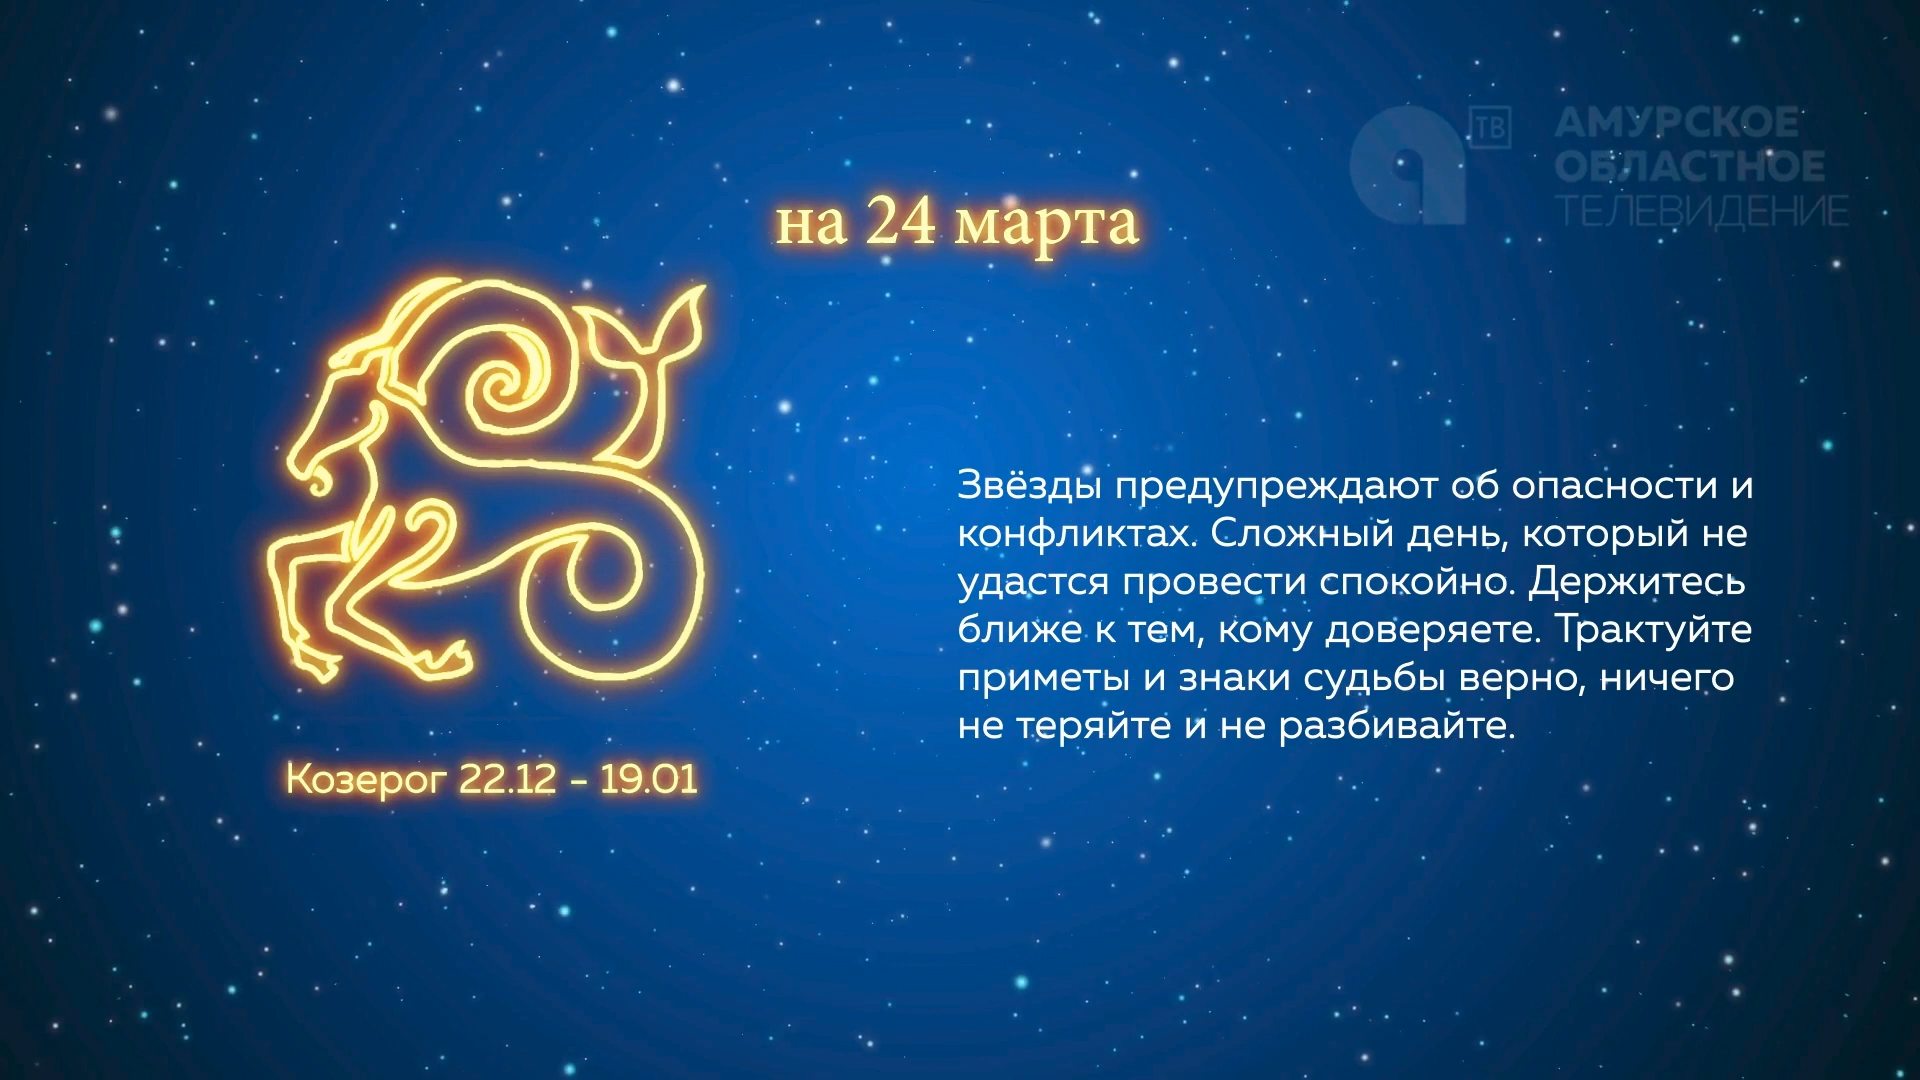 ТВ
АМУРСКОЕ
ОБЛАСТНОЕ
ТЕЛЕВИДЕНИЕ
на 24 марта
Звёзды предупреждают об опасности и
конфликтах. Сложный день, который не
удастся провести спокойно. Держитесь
ближе к тем, кому доверяете. Трактуйте
приметы и знаки судьбы верно, ничего
не теряйте и не разбивайте.
Козерог 22.12 - 19.01